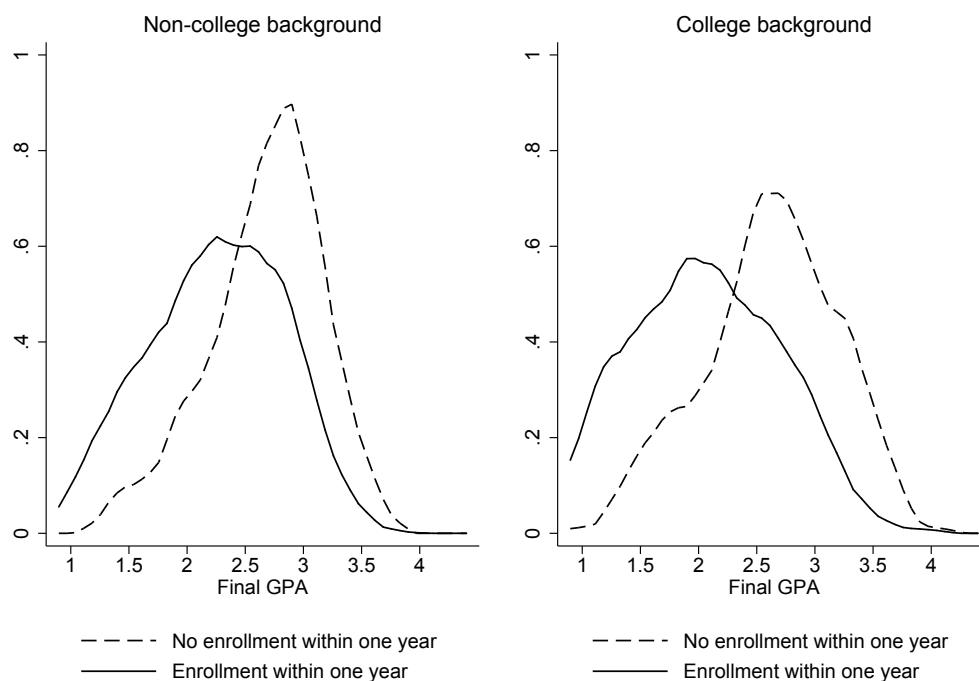 Non-college background
1
.8
.6
.4
.2
0
1 1.5 2 2.5 3 3.5 4
Final GPA
No enrollment within one year
Enrollment within one year
College background
1
.8
.6
.4
.2
0
1 1.5 2 2.5 3 3.5 4
Final GPA
No enrollment within one year
Enrollment within one year